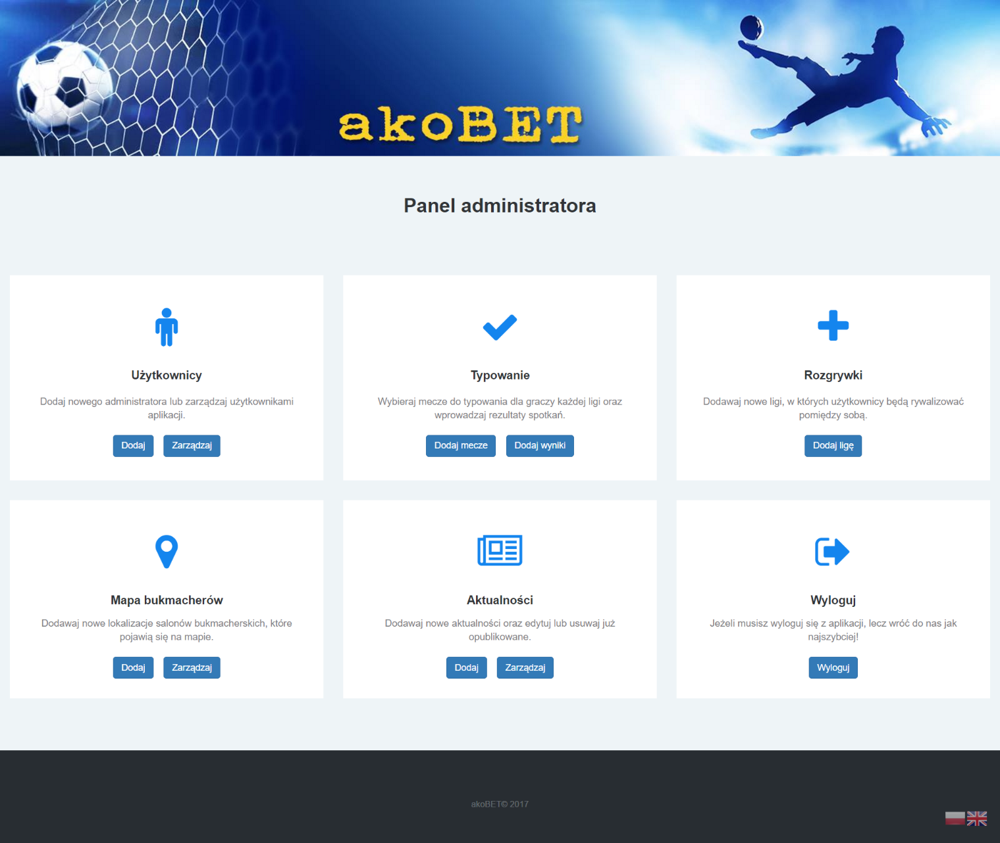 akoBET
Panel administratora
Użytkownicy
Dodaj nowego administratora lub zarządzaj użytkownikami
aplikacji.
Dodaj
Zarządzaj
Typowanie
Wybieraj mecze do typowania dla graczy każdej ligi oraz
wprowadzaj rezultaty spotkań.
Dodaj mecze
Dodaj wyniki
Rozgrywki
Dodawaj nowe ligi, w których użytkownicy będą rywalizować
pomiędzy sobą.
Dodaj ligę
Mapa bukmacherów
Dodawaj nowe lokalizacje salonów bukmacherskich, które
pojawią się na mapie.
Dodaj
Zarządzaj
Aktualności
Dodawaj nowe aktualności oraz edytuj lub usuwaj już
opublikowane.
Dodaj
Zarządzaj
Wyloguj
Jeżeli musisz wyloguj się z aplikacji, lecz wróć do nas jak
najszybciej!
Wyloguj
akoBET© 2017